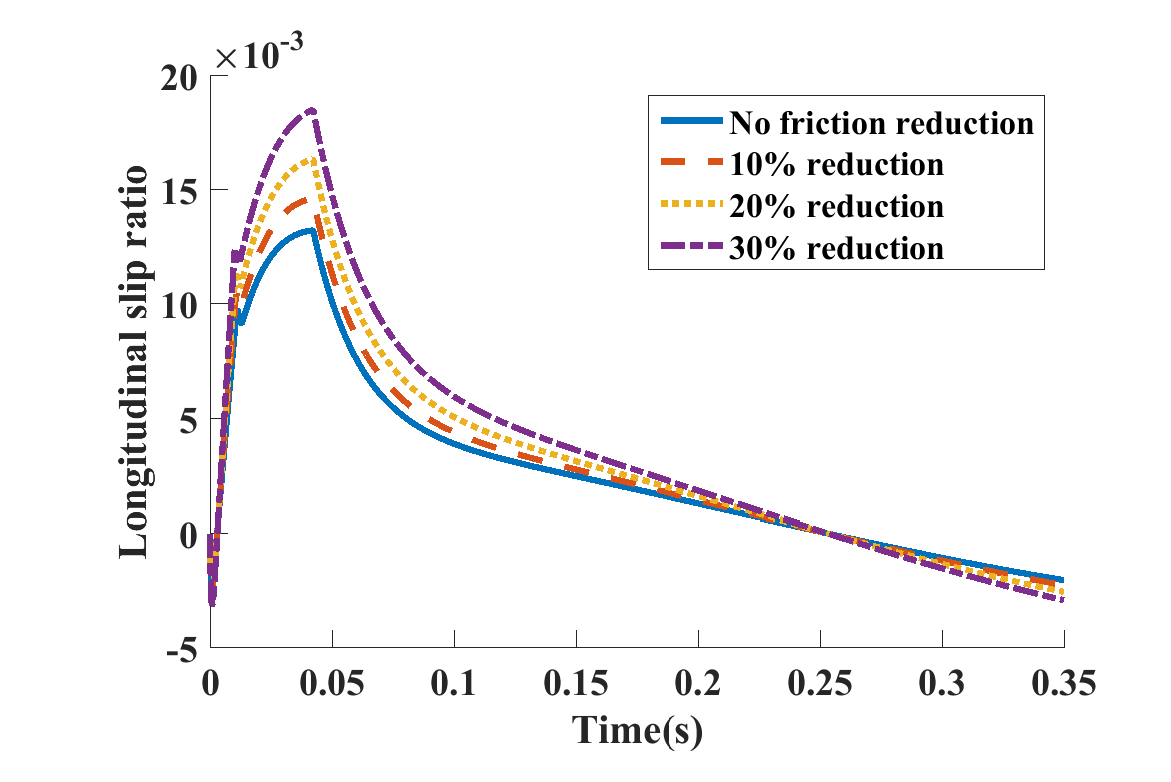 ×10-3
20
15
10
5
0
-5
Longitudinal slip ratio
No friction reduction
10% reduction
20% reduction
30% reduction
0 0.05 0.1 0.15 0.2 0.25 0.3 0.35
Time(s)